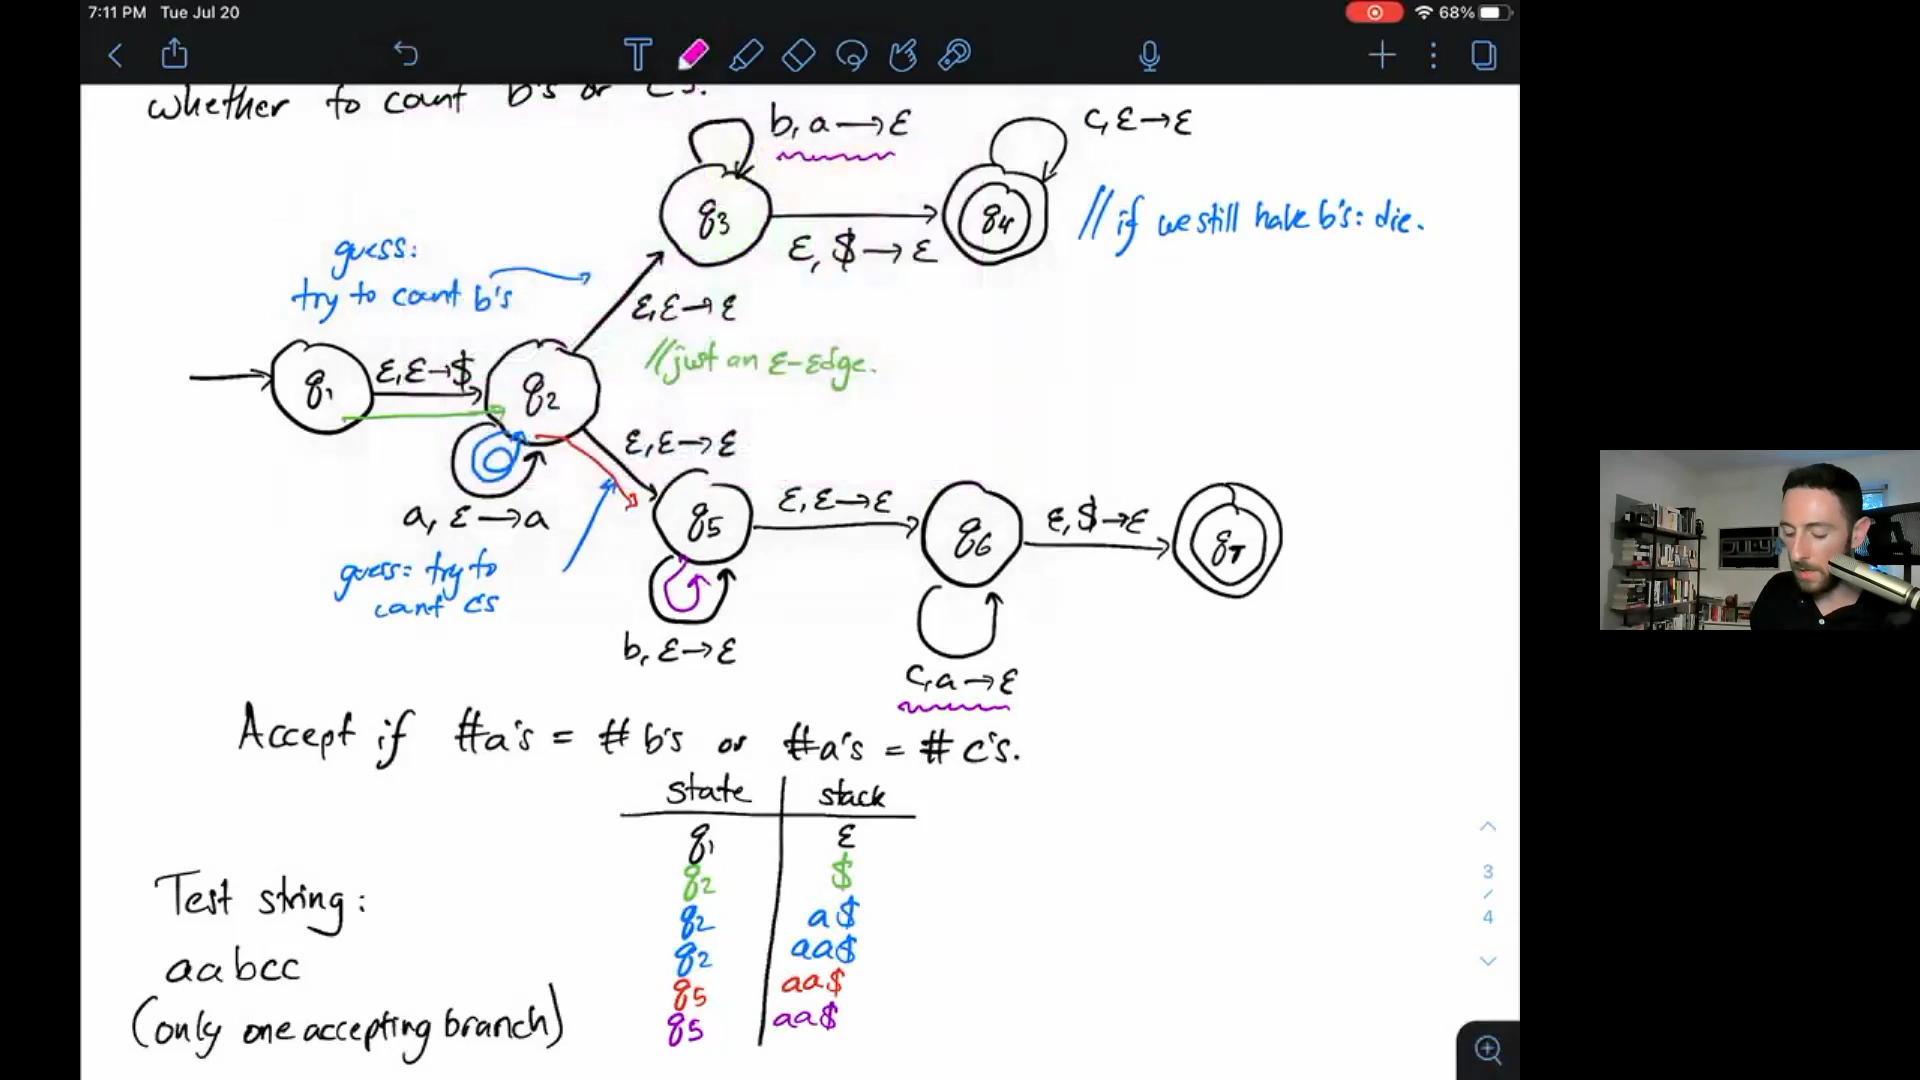 7:11 PM Tue Jul 20
68%
T
whether to count b's or c's.
b, a → ε
c, ε → ε
q3
q4
// if we still have b's: die.
ε, $ → ε
guess:
try to count b's
ε, ε → ε
// just an ε-edge.
q1
ε, ε → $
q2
ε, ε → ε
a, ε → a
q5
ε, ε → ε
q6
ε, $ → ε
q7
guess: try to
count c's
b, ε → ε
c, a → ε
Accept if #a's = # b's or #a's = # c's.
state | stack
q1 ε
q2 $
q2 a$
q2 aa$
q5 aa$
q5 aa$
Test string:
aabcc
(only one accepting branch)
3
/
4